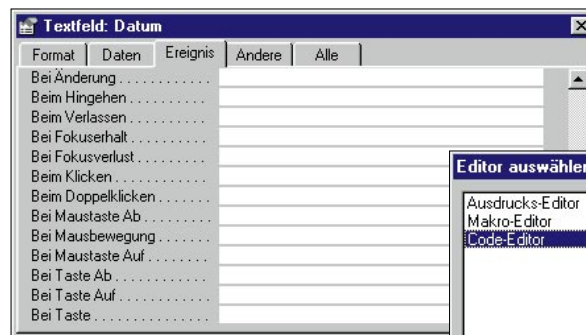 Textfeld: Datum
Format Daten Ereignis Andere Alle
Bei Änderung . . . . . . . . . . . .
Beim Hingehen . . . . . . . . . .
Beim Verlassen . . . . . . . . . .
Bei Fokuserhalt . . . . . . . . . .
Bei Fokusverlust . . . . . . . . .
Beim Klicken . . . . . . . . . . . .
Beim Doppelklicken . . . . . . .
Bei Maustaste Ab . . . . . . . .
Bei Mausbewegung . . . . . . .
Bei Maustaste Auf . . . . . . . .
Bei Taste Ab . . . . . . . . . . . .
Bei Taste Auf . . . . . . . . . . .
Bei Taste . . . . . . . . . . . . . .
Editor auswählen
Ausdrucks-Editor
Makro-Editor
Code-Editor